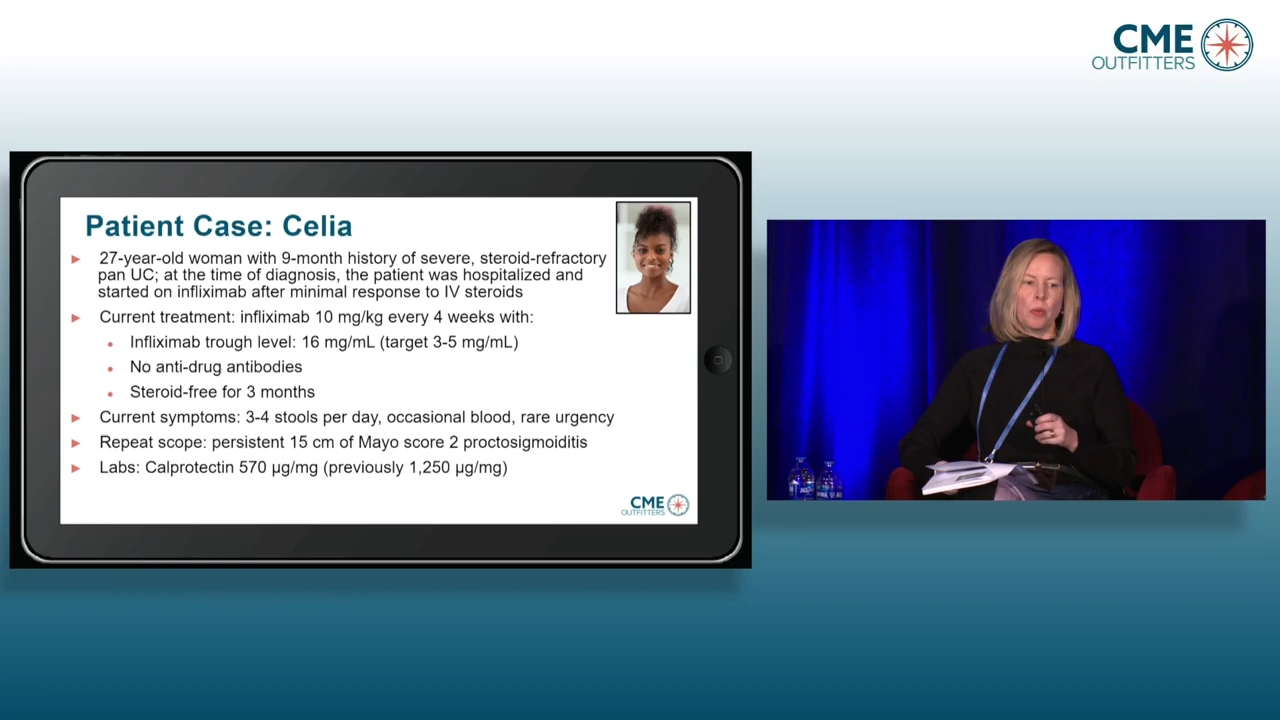 CME
OUTFITTERS
Patient Case: Celia
► 27-year-old woman with 9-month history of severe, steroid-refractory
pan UC; at the time of diagnosis, the patient was hospitalized and
started on infliximab after minimal response to IV steroids
► Current treatment: infliximab 10 mg/kg every 4 weeks with:
• Infliximab trough level: 16 mg/mL (target 3-5 mg/mL)
• No anti-drug antibodies
• Steroid-free for 3 months
► Current symptoms: 3-4 stools per day, occasional blood, rare urgency
► Repeat scope: persistent 15 cm of Mayo score 2 proctosigmoiditis
► Labs: Calprotectin 570 μg/mg (previously 1,250 μg/mg)
CME
OUTFITTERS